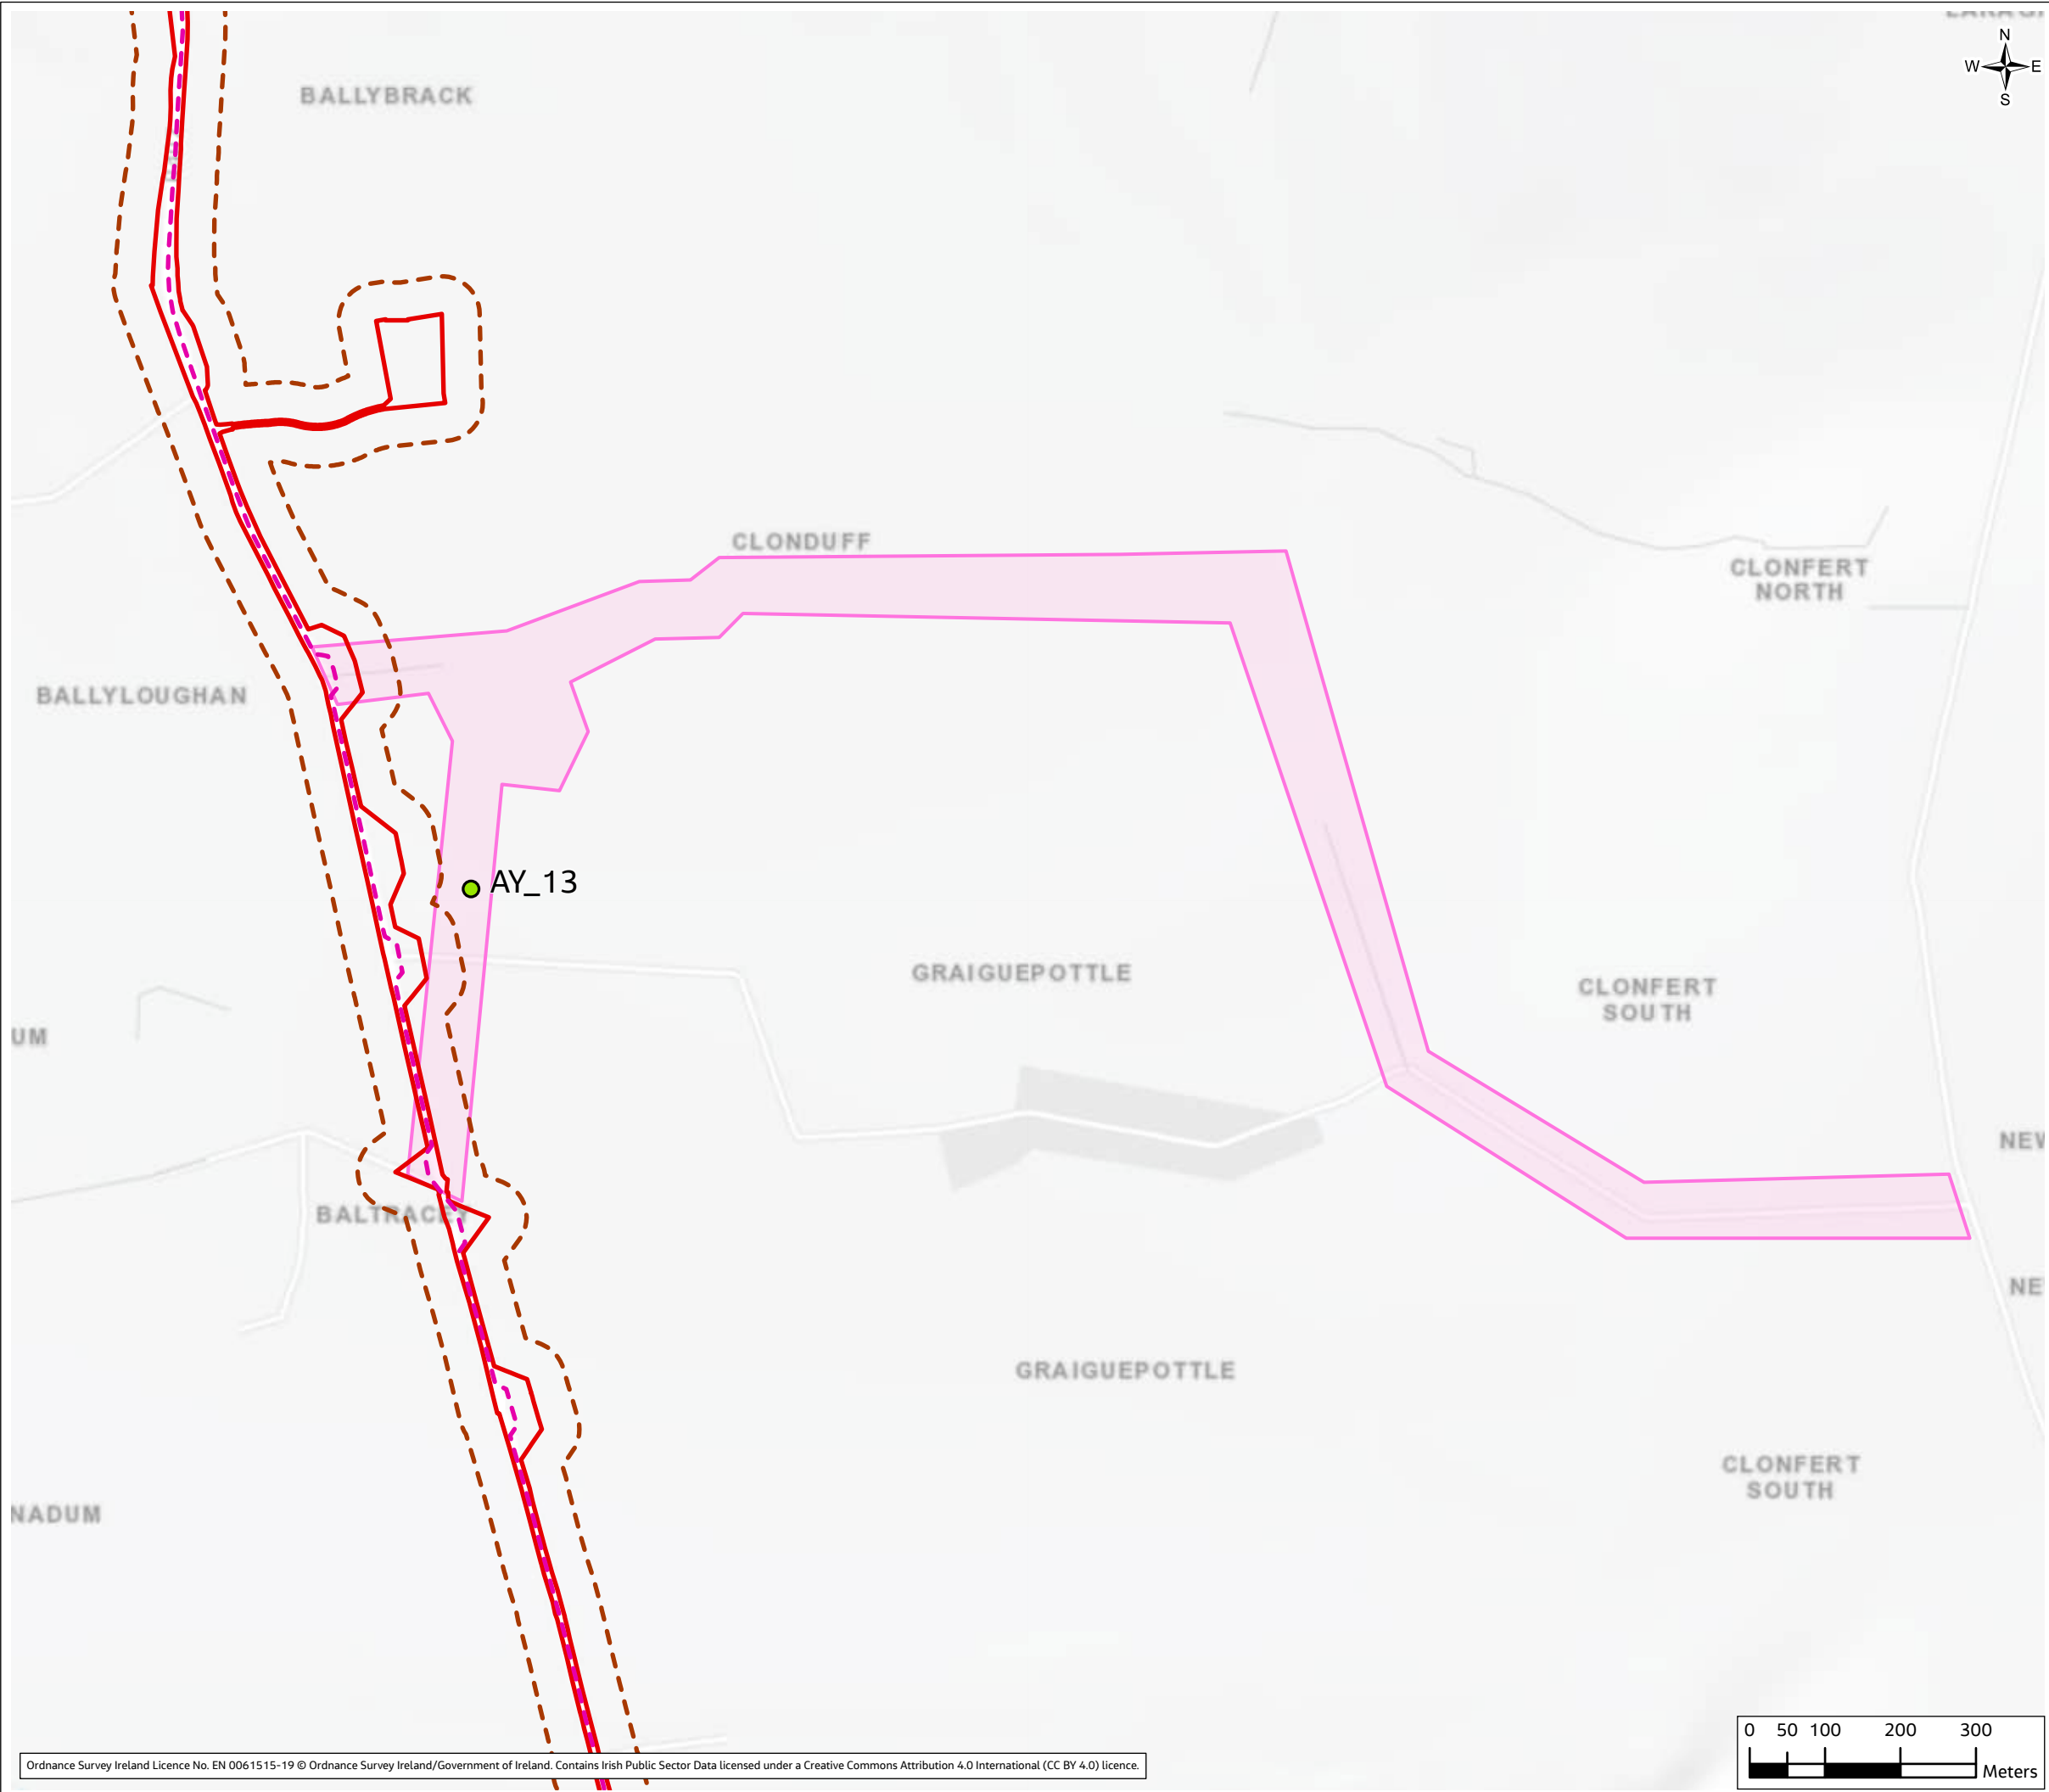 N
W E
S
BALLYBRACK
CLONDUFF
CLONFERT
NORTH
BALLYLOUGHAN
AY_13
GRAIGUEPOTTLE
CLONFERT
SOUTH
UM
NEW
BALTRACEY
NE
GRAIGUEPOTTLE
CLONFERT
SOUTH
NADUM
0 50 100 200 300
Meters
Ordnance Survey Ireland Licence No. EN 0061515-19 © Ordnance Survey Ireland/Government of Ireland. Contains Irish Public Sector Data licensed under a Creative Commons Attribution 4.0 International (CC BY 4.0) licence.